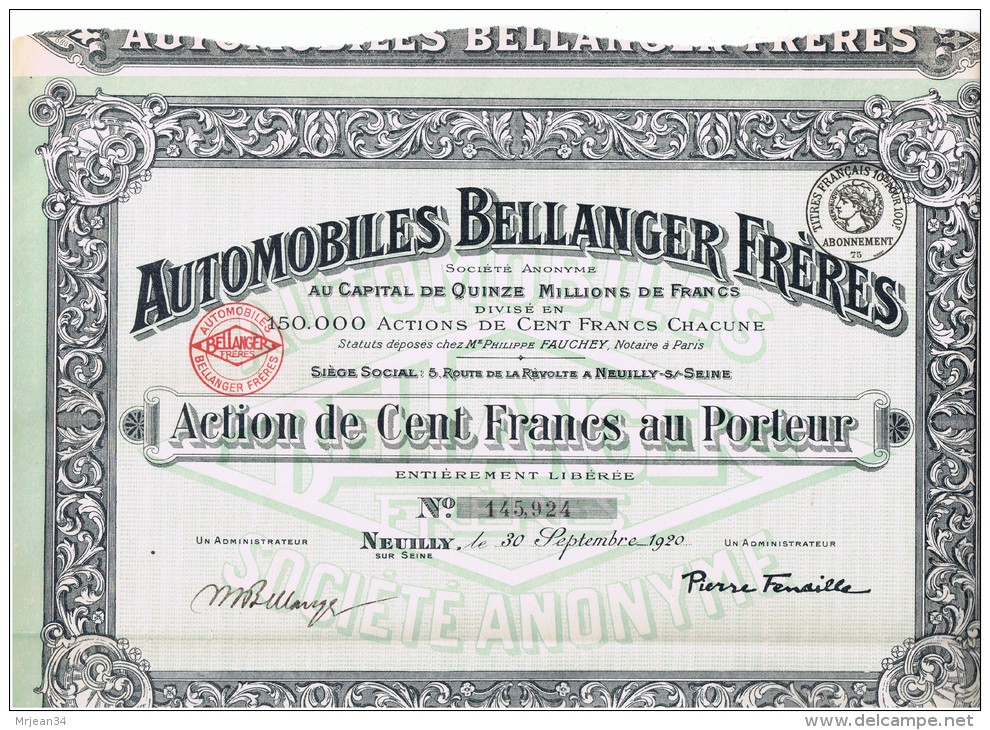 AUTOMOBILES BELLANGER FRÈRES
AUTOMOBILES BELLANGER FRÈRES
TITRES FRANÇAIS 10c POUR 100F
ABONNEMENT
75
SOCIÉTÉ ANONYME
AU CAPITAL DE QUINZE MILLIONS DE FRANCS
DIVISÉ EN
150.000 ACTIONS DE CENT FRANCS CHACUNE
Statuts déposés chez Me PHILIPPE FAUCHEY, Notaire à Paris
AUTOMOBILES
BELLANGER
FRÈRES
BELLANGER FRÈRES
SIÈGE SOCIAL: 5, ROUTE DE LA RÉVOLTE A NEUILLY-S/-SEINE
Action de Cent Francs au Porteur
ENTIÈREMENT LIBÉRÉE
No. 145,924
UN ADMINISTRATEUR
NEUILLY, le 30 Septembre 1920
SUR SEINE
UN ADMINISTRATEUR
MBellanger
Pierre Fenaille
AUTOMOBILES
BELLANGER
FRÈRES
SOCIÉTÉ ANONYME
Mrjean34
delcampe.net